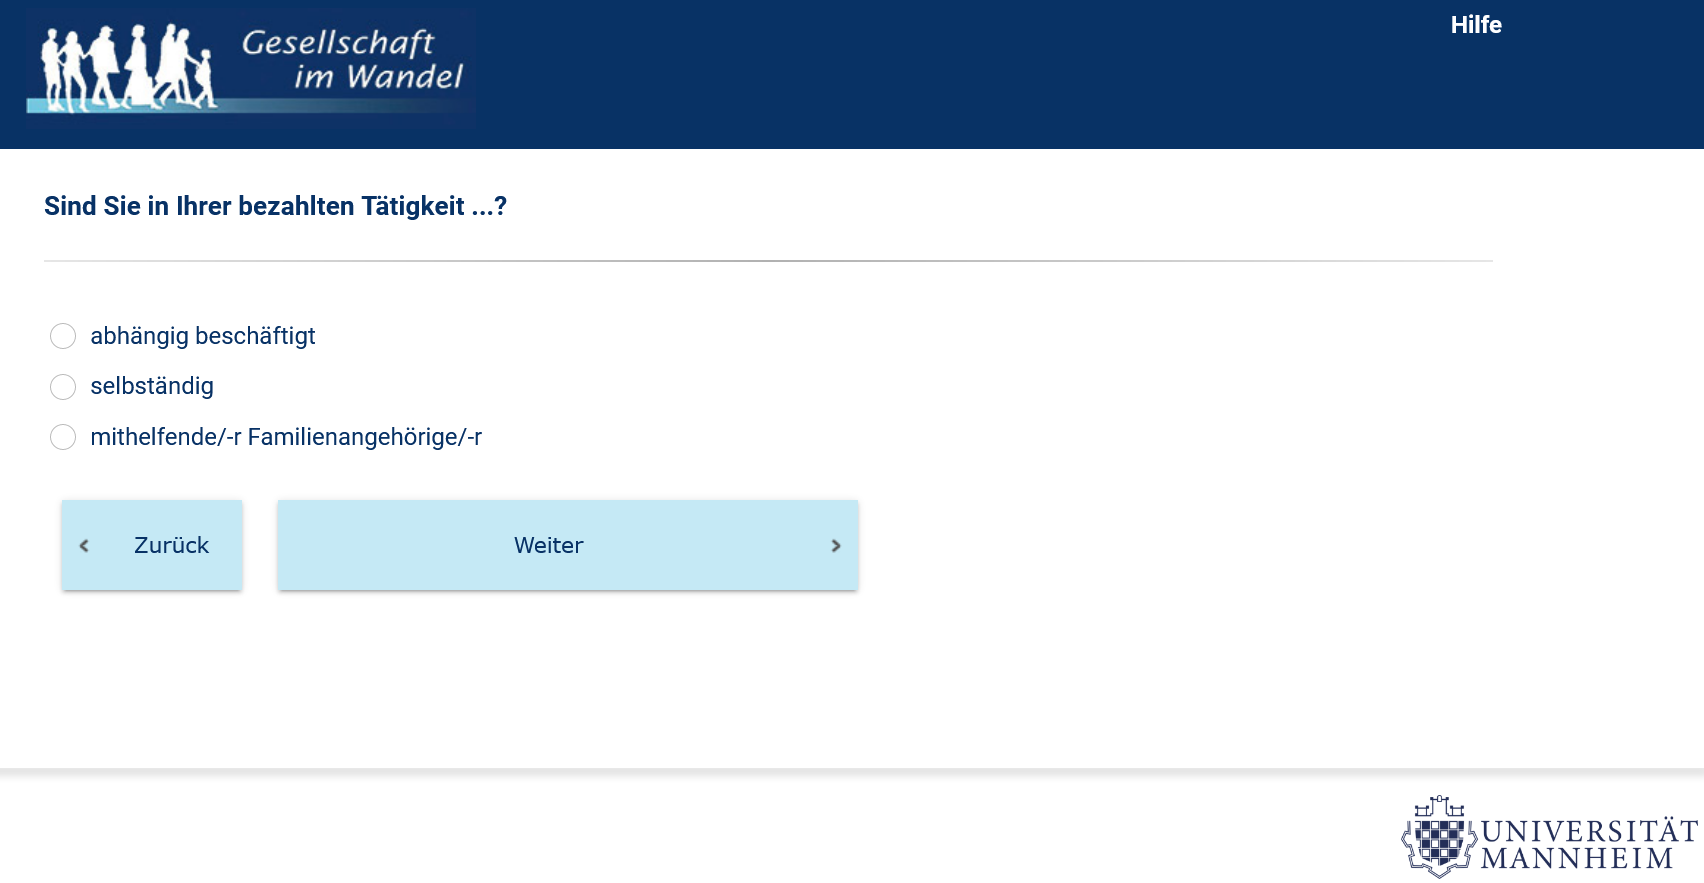 Gesellschaft
im Wandel
Hilfe
Sind Sie in Ihrer bezahlten Tätigkeit ...?
abhängig beschäftigt
selbständig
mithelfende/-r Familienangehörige/-r
Zurück
Weiter
UNIVERSITÄT
MANNHEIM